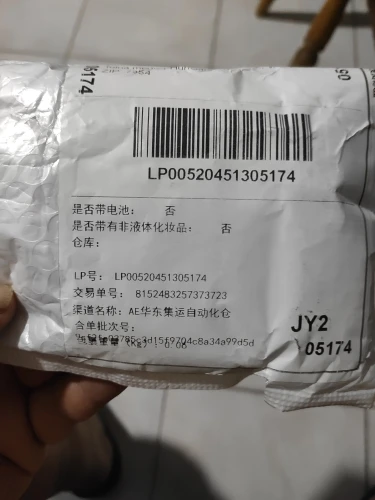 05174
LP00520451305174
是否带电池: 否
是否带有非液体化妆品: 否
仓库:
LP号: LP00520451305174
交易单号: 8152483257373723
渠道名称: AE华东集运自动化仓
合单批次号:
JY2
05174